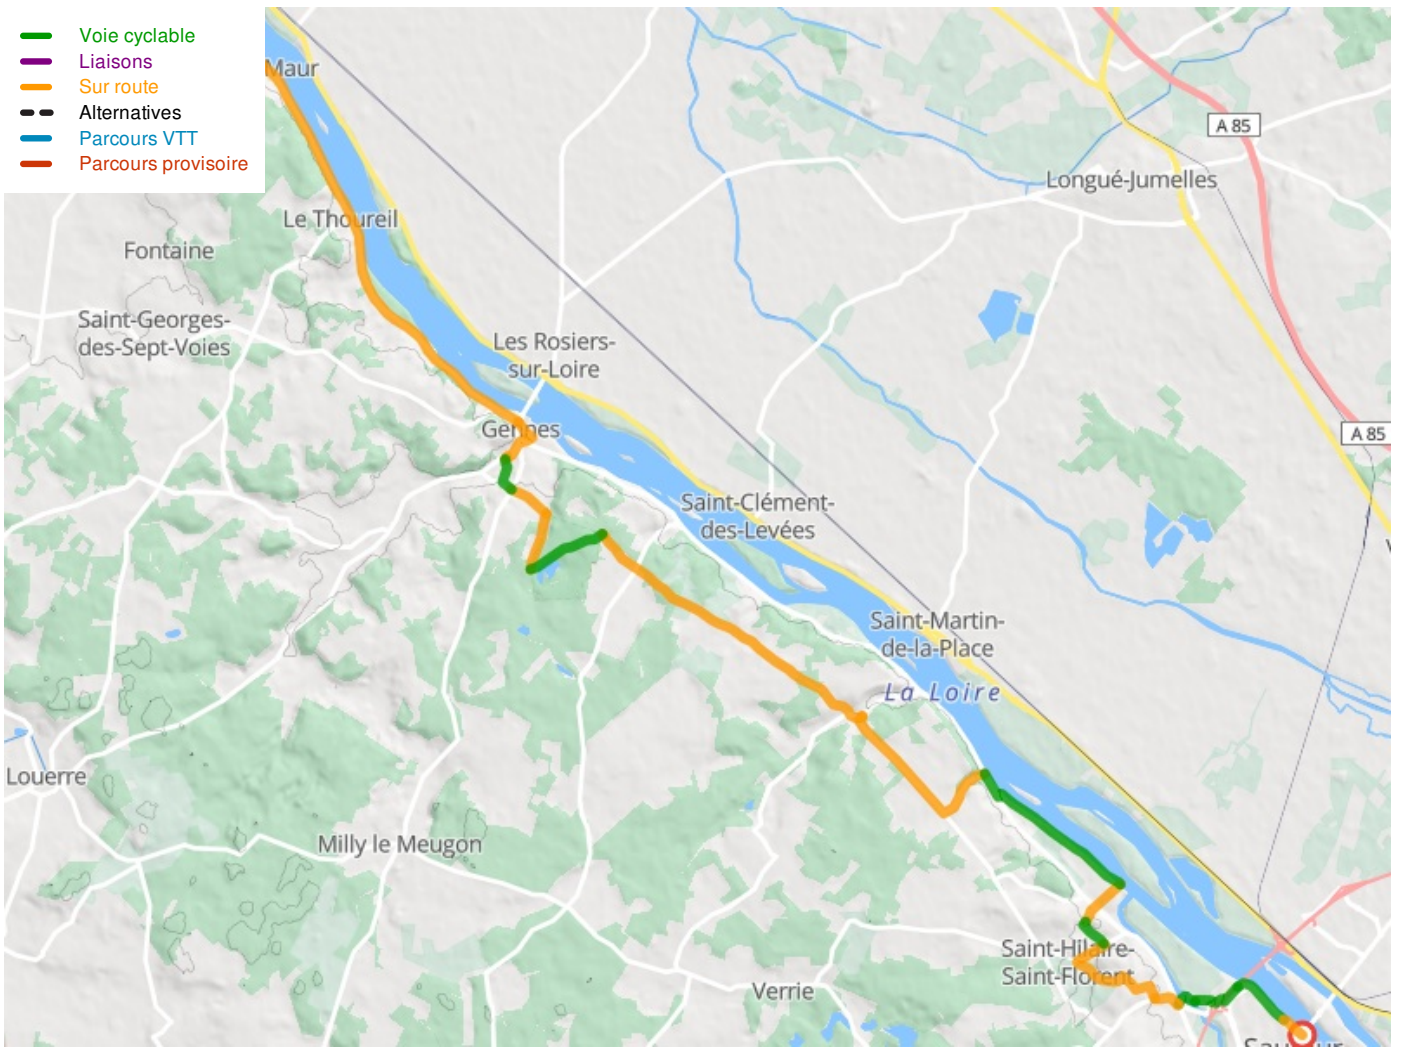 Voie cyclable
Liaisons
Sur route
Alternatives
Parcours VTT
Parcours provisoire
Maur
A 85
Longué-Jumelles
Le Thoureil
Fontaine
Saint-Georges-
des-Sept-Voies
Les Rosiers-
sur-Loire
Gennes
A 85
Saint-Clément-
des-Levées
Saint-Martin-
de-la-Place
La Loire
Louerre
Milly le Meugon
Saint-Hilaire-
Saint-Florent
Verrie